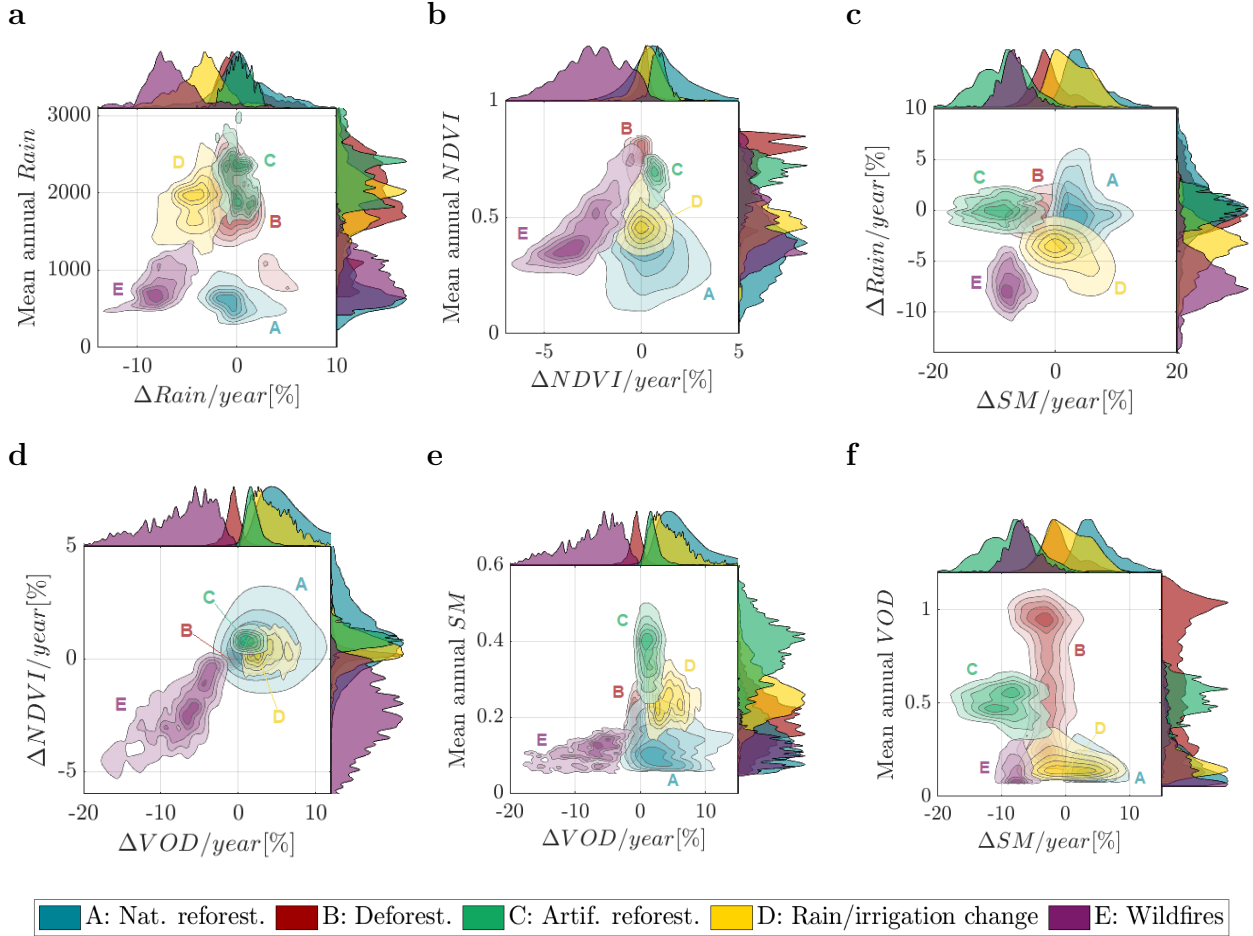 a
3000
2000
1000
0
-10
0
10
Mean annual Rain
ΔRain/year[%]
A
B
C
D
E
b
1
0.5
0
-5
0
5
Mean annual NDVI
ΔNDVI/year[%]
A
B
C
D
E
c
10
5
0
-5
-10
-20
0
20
ΔRain/year[%]
ΔSM/year[%]
A
B
C
D
E
d
5
0
-5
-20
-10
0
10
ΔNDVI/year[%]
ΔVOD/year[%]
A
B
C
D
E
e
0.6
0.4
0.2
0
-20
-10
0
10
Mean annual SM
ΔVOD/year[%]
A
B
C
D
E
f
1
0.5
0
-20
-10
0
10
Mean annual VOD
ΔSM/year[%]
A
B
C
D
E
A: Nat. reforest. B: Deforest. C: Artif. reforest. D: Rain/irrigation change E: Wildfires